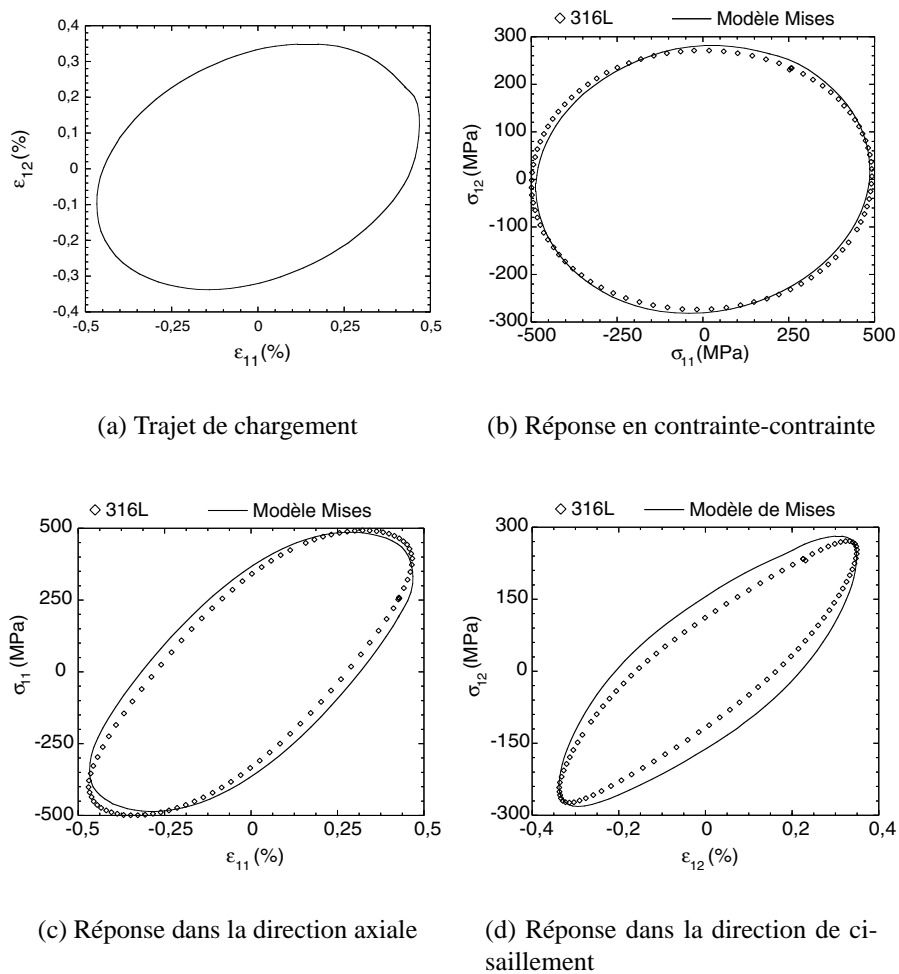 0,4
0,3
0,2
0,1
0
-0,1
-0,2
-0,3
-0,4
ε12 (%)
-0,5 -0,25 0 0,25 0,5
ε11 (%)
(a) Trajet de chargement
316L Modèle Mises
300
200
100
0
-100
-200
-300
σ12 (MPa)
-500 -250 0 250 500
σ11 (MPa)
(b) Réponse en contrainte-contrainte
316L Modèle Mises
500
250
0
-250
-500
σ11 (MPa)
-0,5 -0,25 0 0,25 0,5
ε11 (%)
(c) Réponse dans la direction axiale
316L Modèle de Mises
300
150
0
-150
-300
σ12 (MPa)
-0,4 -0,2 0 0,2 0,4
ε12 (%)
(d) Réponse dans la direction de ci-
saillement